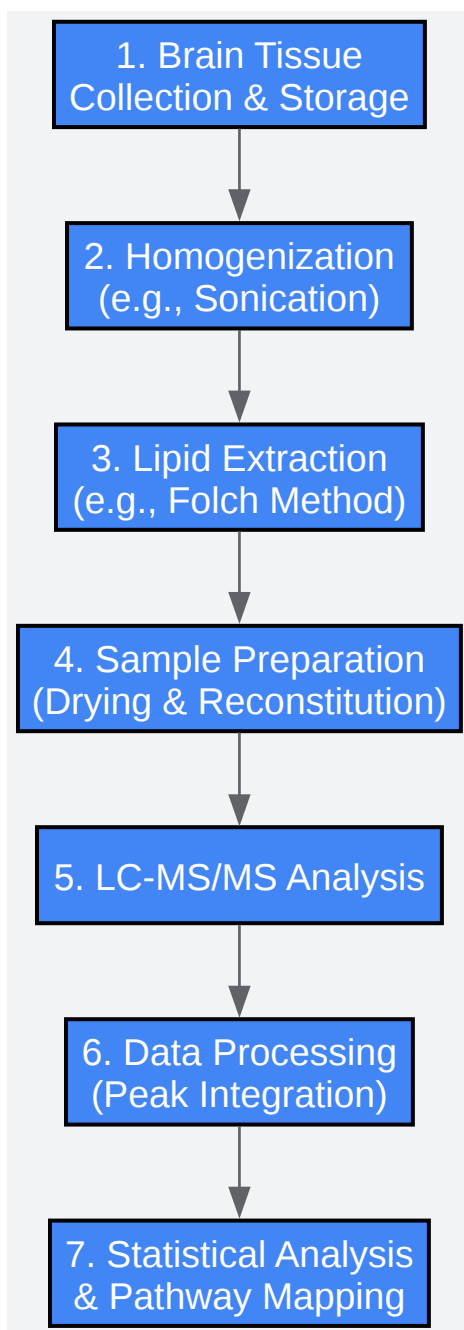 1. Brain Tissue
Collection & Storage
2. Homogenization
(e.g., Sonication)
3. Lipid Extraction
(e.g., Folch Method)
4. Sample Preparation
(Drying & Reconstitution)
5. LC-MS/MS Analysis
6. Data Processing
(Peak Integration)
7. Statistical Analysis
& Pathway Mapping